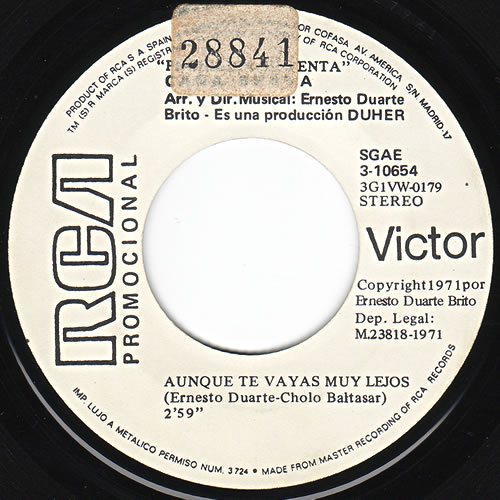 PRODUCT OF RCA S A SPAIN
TM (S) R MARCA (S) REGISTR
COFASA AV. AMERICA, S/N MADRID-17
OF RCA CORPORATION
28841
ENTA"
Arr. y Dir. Musical: Ernesto Duarte
Brito - Es una producción DUHER
SGAE
3-10654
3G1VW-0179
STEREO
RCA
PROMOCIONAL
Victor
Copyright 1971 por
Ernesto Duarte Brito
Dep. Legal:
M.23818-1971
AUNQUE TE VAYAS MUY LEJOS
(Ernesto Duarte-Cholo Baltasar)
2'59"
IMP. LUJO A METALICO PERMISO NUM. 3724 • MADE FROM MASTER RECORDING OF RCA RECORDS